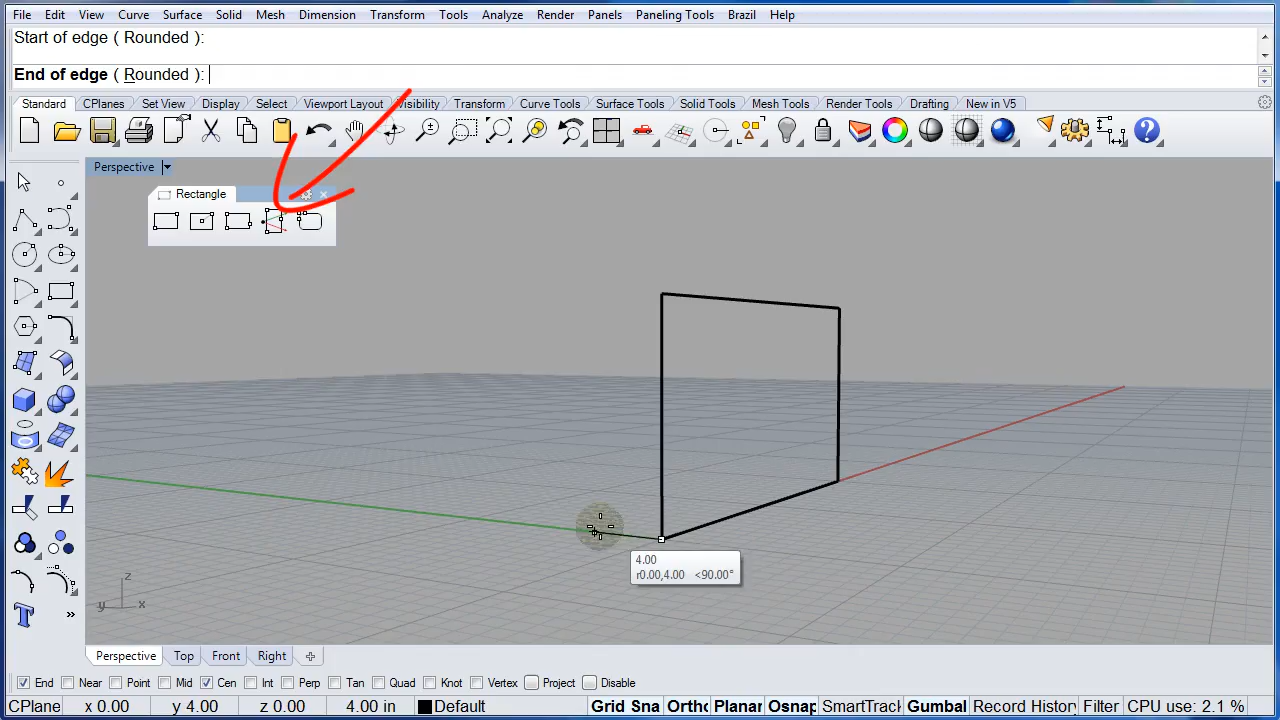 File Edit View Curve Surface Solid Mesh Dimension Transform Tools Analyze Render Panels Paneling Tools Brazil Help
Start of edge ( Rounded ):
End of edge ( Rounded ):
Standard CPlanes Set View Display Select Viewport Layout Visibility Transform Curve Tools Surface Tools Solid Tools Mesh Tools Render Tools Drafting New in V5
Perspective
Rectangle
4.00
r0.00,4.00 <90.00°
z
y x
Perspective Top Front Right
End Near Point Mid Cen Int Perp Tan Quad Knot Vertex Project Disable
CPlane x 0.00 y 4.00 z 0.00 4.00 in Default Grid Sna Ortho Planar Osnap SmartTrack Record History Filter CPU use: 2.1 %